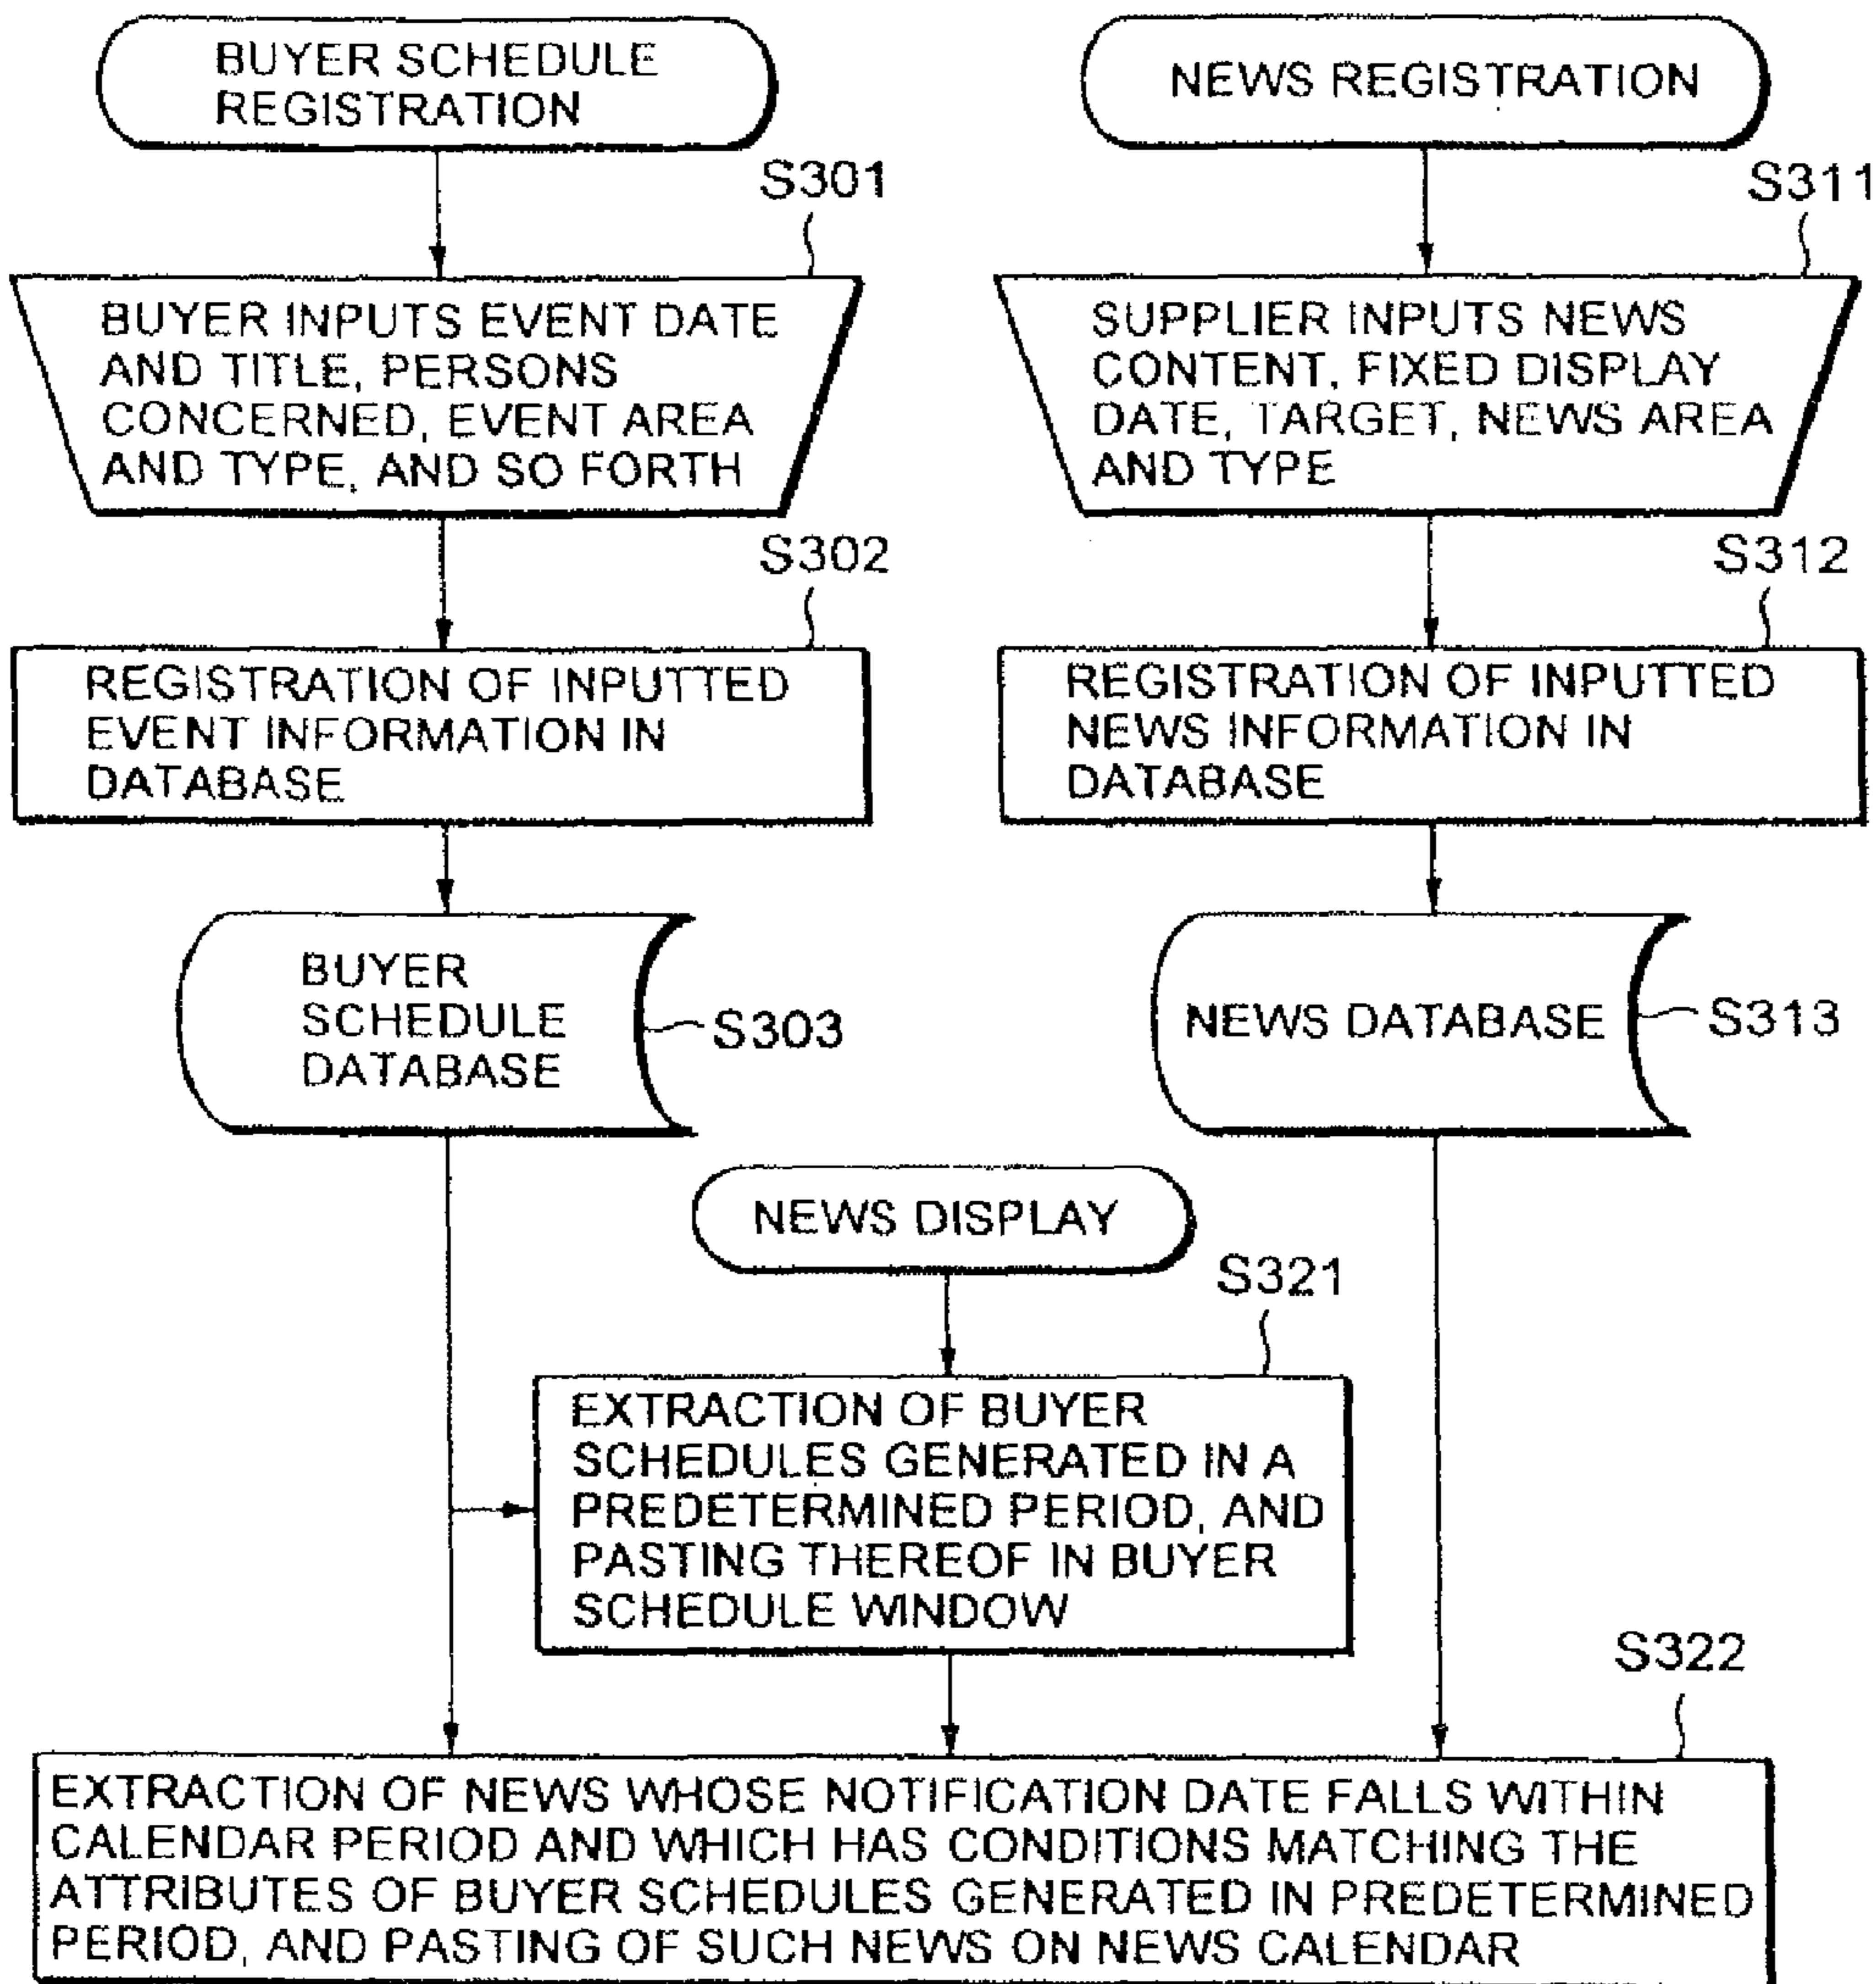 BUYER SCHEDULE
REGISTRATION
S301
BUYER INPUTS EVENT DATE
AND TITLE, PERSONS
CONCERNED, EVENT AREA
AND TYPE, AND SO FORTH
S302
REGISTRATION OF INPUTTED
EVENT INFORMATION IN
DATABASE
BUYER
SCHEDULE
DATABASE
S303
NEWS REGISTRATION
S311
SUPPLIER INPUTS NEWS
CONTENT, FIXED DISPLAY
DATE, TARGET, NEWS AREA
AND TYPE
S312
REGISTRATION OF INPUTTED
NEWS INFORMATION IN
DATABASE
NEWS DATABASE
S313
NEWS DISPLAY
S321
EXTRACTION OF BUYER
SCHEDULES GENERATED IN A
PREDETERMINED PERIOD, AND
PASTING THEREOF IN BUYER
SCHEDULE WINDOW
S322
EXTRACTION OF NEWS WHOSE NOTIFICATION DATE FALLS WITHIN
CALENDAR PERIOD AND WHICH HAS CONDITIONS MATCHING THE
ATTRIBUTES OF BUYER SCHEDULES GENERATED IN PREDETERMINED
PERIOD, AND PASTING OF SUCH NEWS ON NEWS CALENDAR